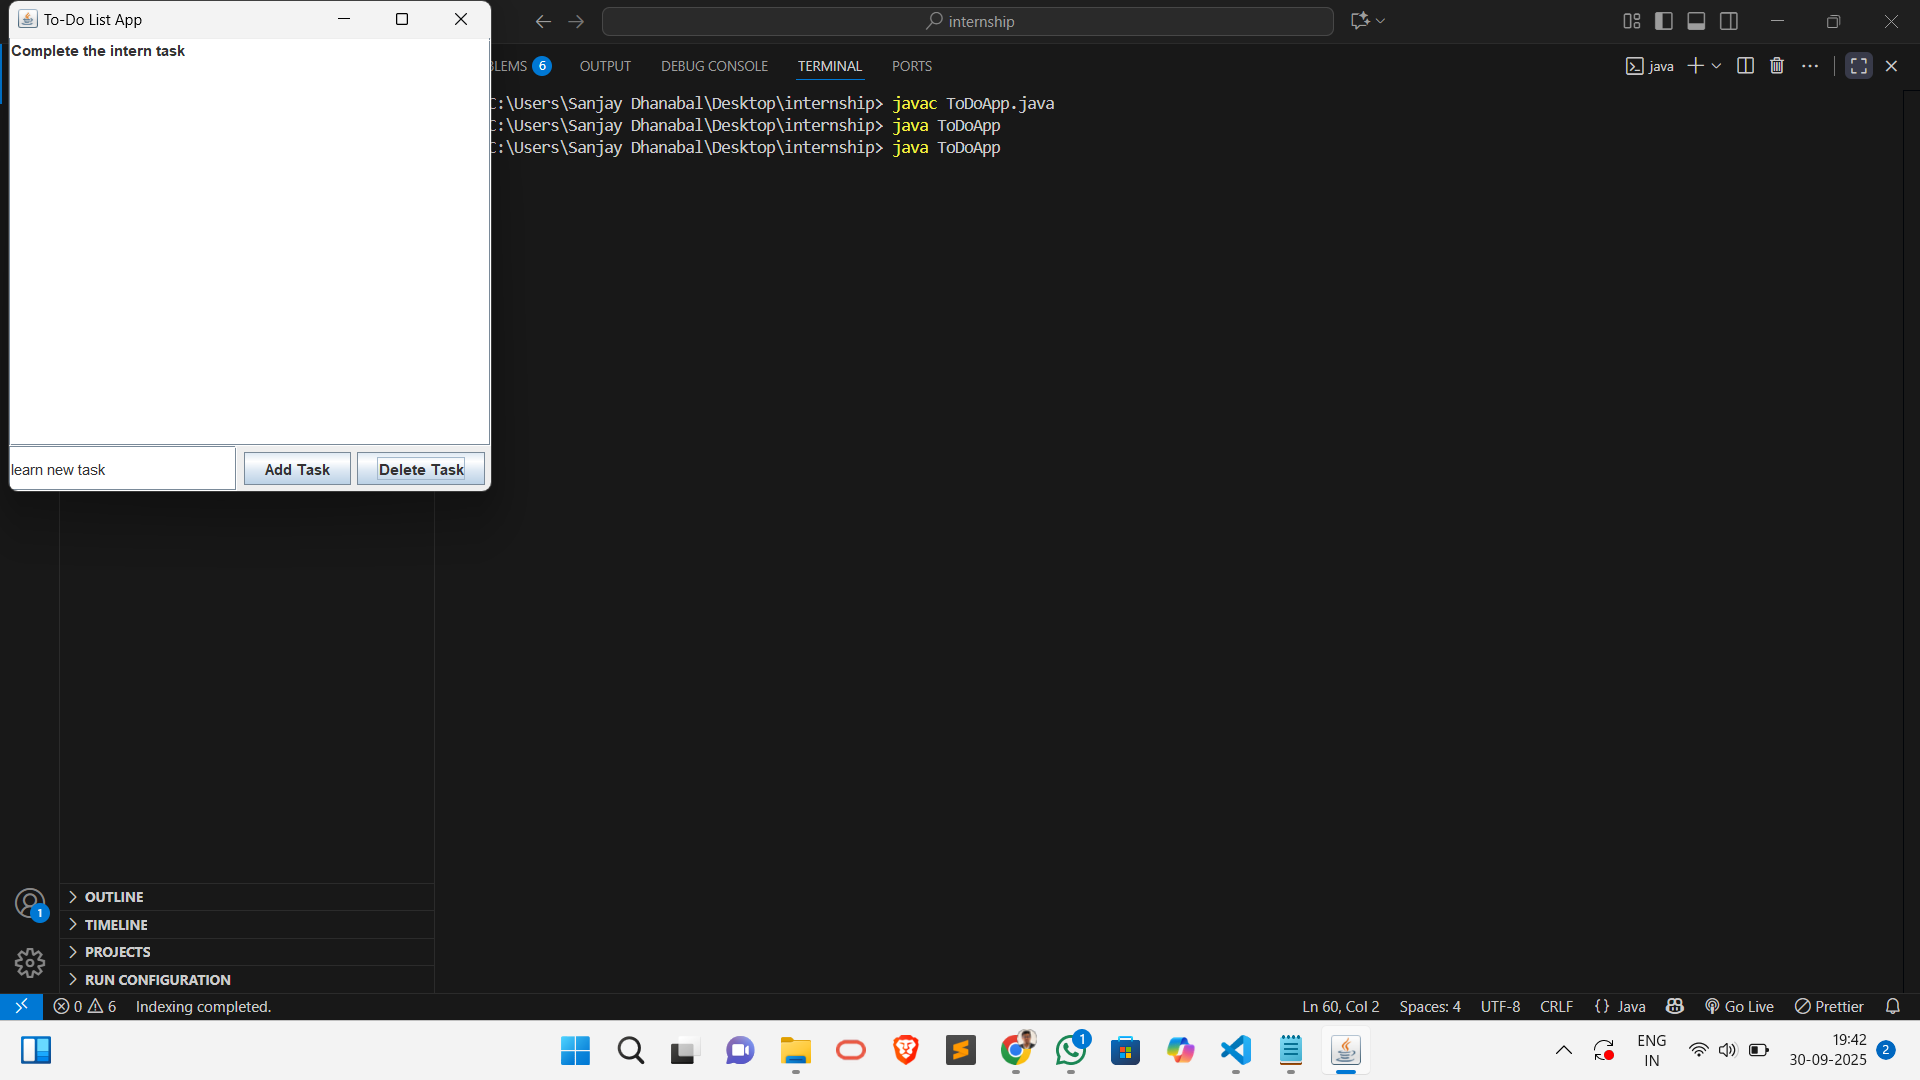 To-Do List App
Complete the intern task
learn new task
Add Task
Delete Task
internship
BLEMS 6
OUTPUT
DEBUG CONSOLE
TERMINAL
PORTS
java
C:\Users\Sanjay Dhanabal\Desktop\internship> javac ToDoApp.java
C:\Users\Sanjay Dhanabal\Desktop\internship> java ToDoApp
C:\Users\Sanjay Dhanabal\Desktop\internship> java ToDoApp
OUTLINE
TIMELINE
PROJECTS
RUN CONFIGURATION
1
0 6 Indexing completed.
Ln 60, Col 2
Spaces: 4
UTF-8
CRLF
{} Java
Go Live
Prettier
1
ENG
IN
19:42
30-09-2025
2